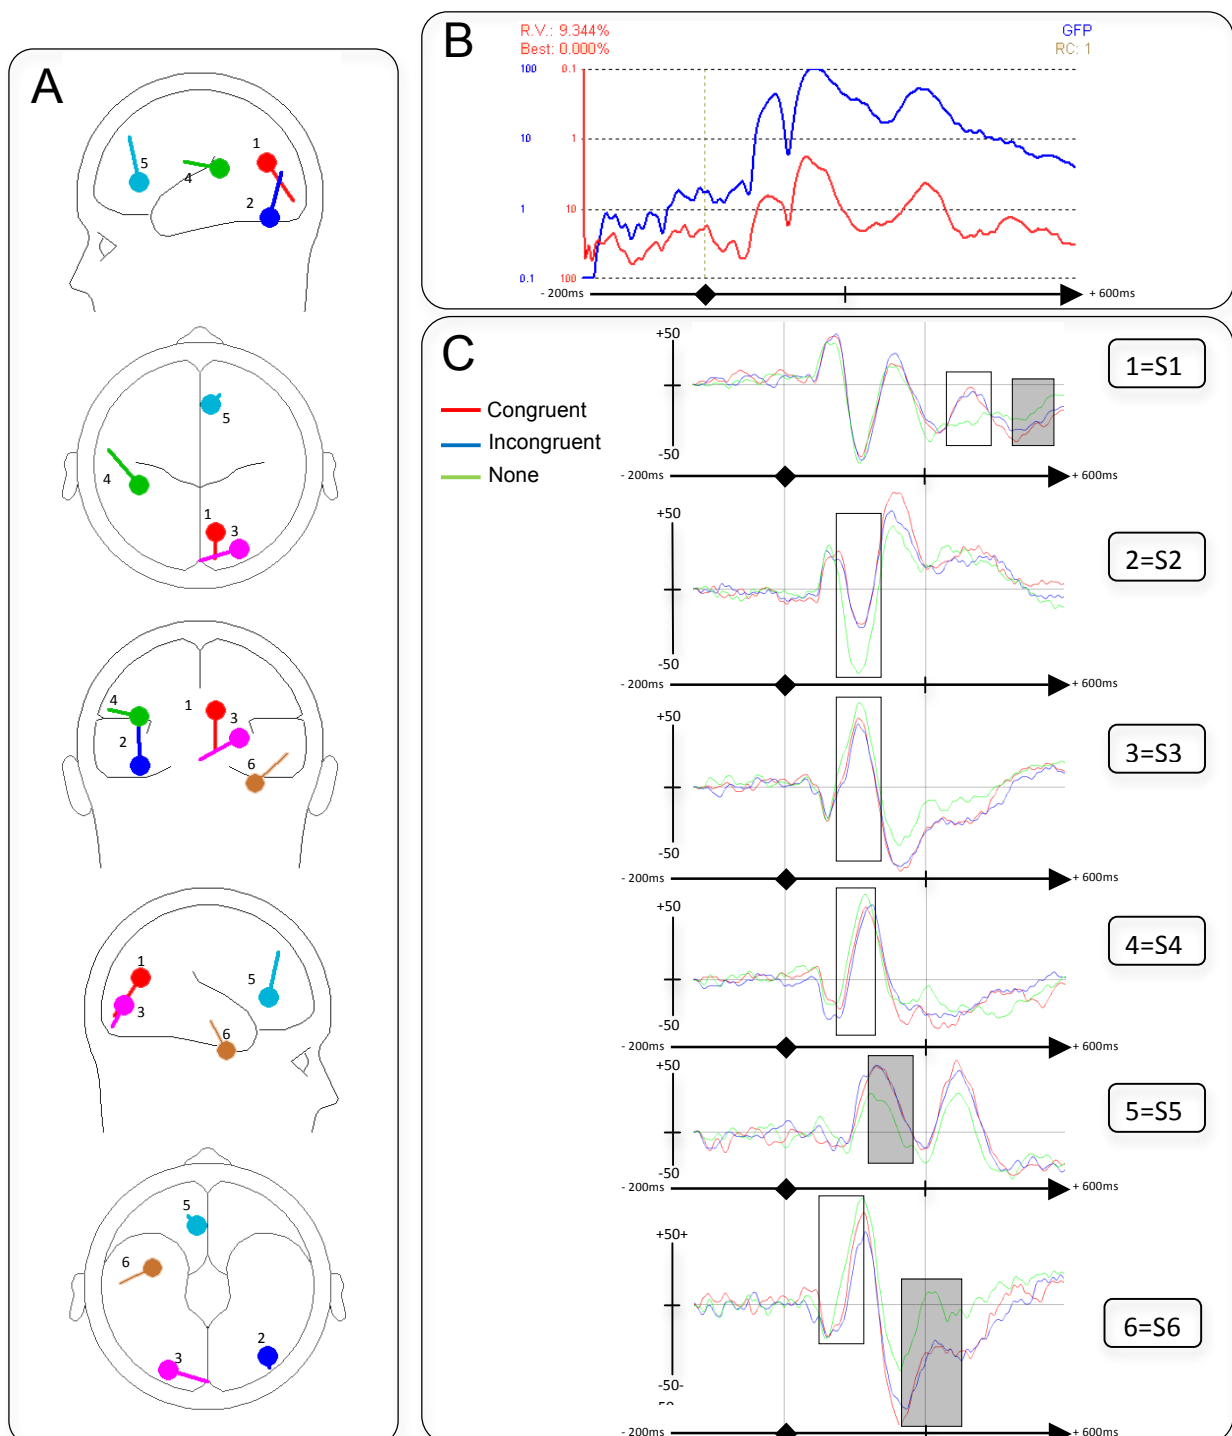 A
5
4
1
2
5
4
1
3
4
1
2
3
6
1
3
5
6
5
6
3
2
B
R.V.: 9.344%
Best: 0.000%
GFP
RC: 1
100 0.1
10 1
1 10
0.1 100
- 200ms
+ 600ms
C
Congruent
Incongruent
None
+50
-50
- 200ms
+ 600ms
1=S1
+50
-50
- 200ms
+ 600ms
2=S2
+50
-50
- 200ms
+ 600ms
3=S3
+50
-50
- 200ms
+ 600ms
4=S4
+50
-50
- 200ms
+ 600ms
5=S5
+50+
-50-
- 200ms
+ 600ms
6=S6